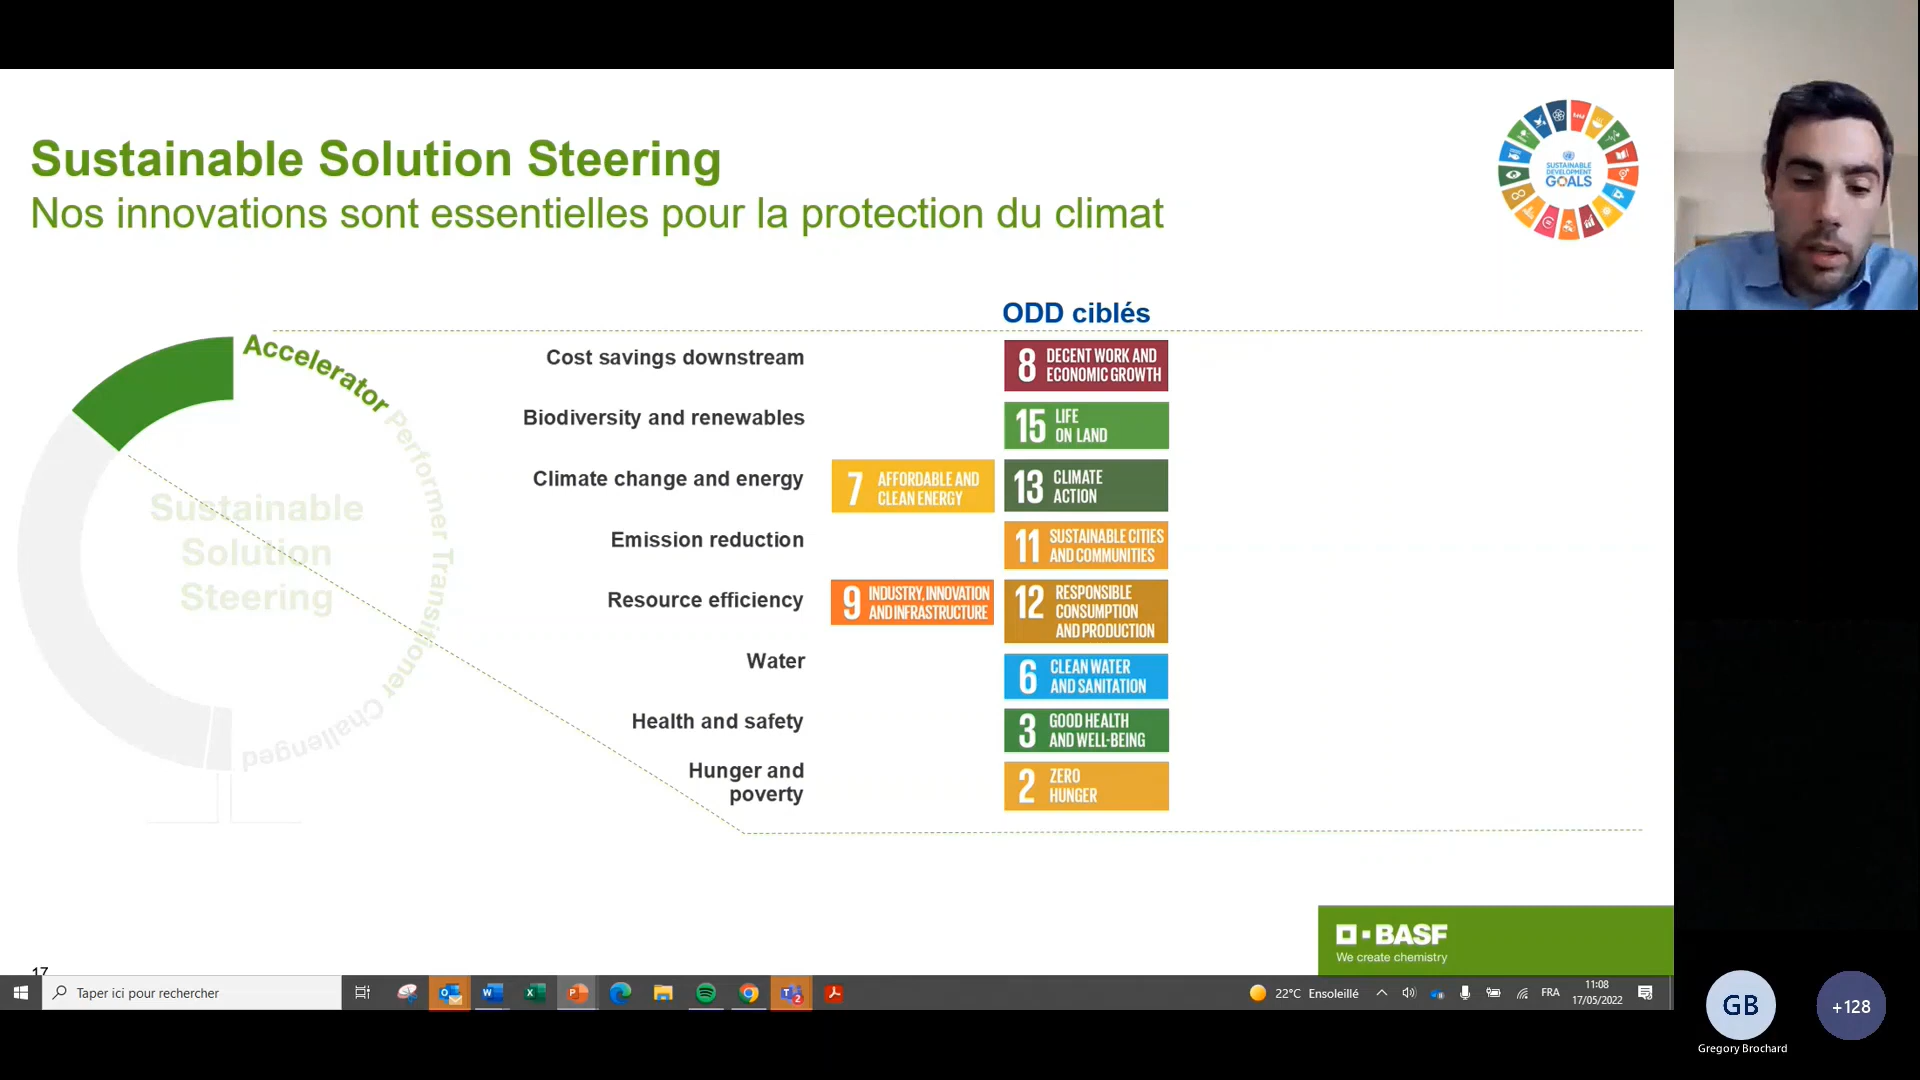 Sustainable Solution Steering
Nos innovations sont essentielles pour la protection du climat
SUSTAINABLE
DEVELOPMENT
GOALS
ODD ciblés
Accelerator Performer Transitioner Challenged
Sustainable
Solution
Steering
Cost savings downstream
8 DECENT WORK AND
ECONOMIC GROWTH
Biodiversity and renewables
15 LIFE
ON LAND
Climate change and energy
7 AFFORDABLE AND
CLEAN ENERGY
13 CLIMATE
ACTION
Emission reduction
11 SUSTAINABLE CITIES
AND COMMUNITIES
Resource efficiency
9 INDUSTRY, INNOVATION
AND INFRASTRUCTURE
12 RESPONSIBLE
CONSUMPTION
AND PRODUCTION
Water
6 CLEAN WATER
AND SANITATION
Health and safety
3 GOOD HEALTH
AND WELL-BEING
Hunger and
poverty
2 ZERO
HUNGER
BASF
We create chemistry
17
Taper ici pour rechercher
22°C Ensoleillé
FRA
11:08
17/05/2022
GB
+128
Gregory Brochard